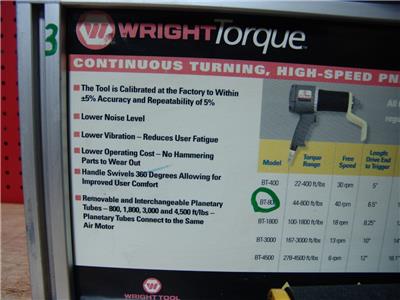 3
W WRIGHTTorque™
CONTINUOUS TURNING, HIGH-SPEED PN
The Tool is Calibrated at the Factory to Within
±5% Accuracy and Repeatability of 5%
Lower Noise Level
Lower Vibration – Reduces User Fatigue
Lower Operating Cost – No Hammering
Parts to Wear Out
Handle Swivels 360 Degrees Allowing for
Improved User Comfort
Removable and Interchangeable Planetary
Tubes – 800, 1,800, 3,000 and 4,500 ft/lbs –
Planetary Tubes Connect to the Same
Air Motor
All
regu
Model Torque Range Free Speed Length Drive End to Trigger
BT-400 22-400 ft/lbs 30 rpm 5"
BT-80 44-800 ft/lbs 40 rpm 6.5"
BT-1800 100-1800 ft/lbs 18 rpm 8.25"
BT-3000 167-3000 ft/lbs 13 rpm 10" 14"
BT-4500 278-4500 ft/lbs 6 rpm 12"
WRIGHT TOOL